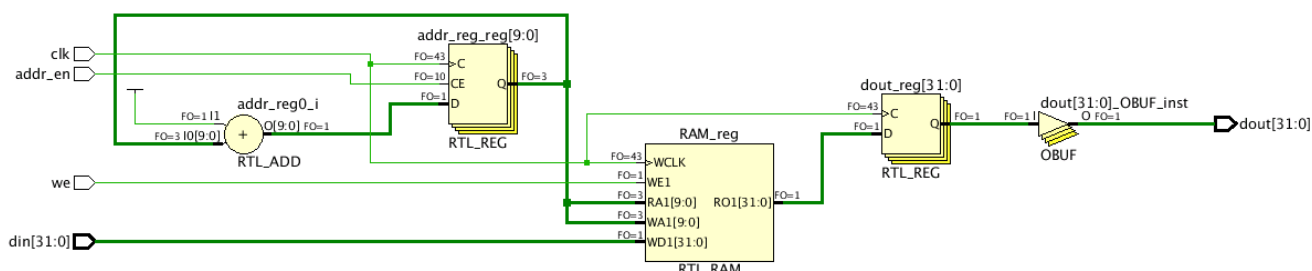 clk
addr_en
we
din[31:0]
FO=1 I1
FO=3 I0[9:0]
addr_reg0_i
+
O[9:0] FO=1
RTL_ADD
addr_reg_reg[9:0]
FO=43 C
FO=10 CE
FO=1 D
Q FO=3
RTL_REG
RAM_reg
FO=43 WCLK
FO=1 WE1
FO=3 RA1[9:0]
FO=3 WA1[9:0]
FO=1 WD1[31:0]
RO1[31:0] FO=1
RTL_RAM
dout_reg[31:0]
FO=43 C
FO=1 D
Q FO=1
RTL_REG
dout[31:0]_OBUF_inst
FO=1 I
O FO=1
OBUF
dout[31:0]